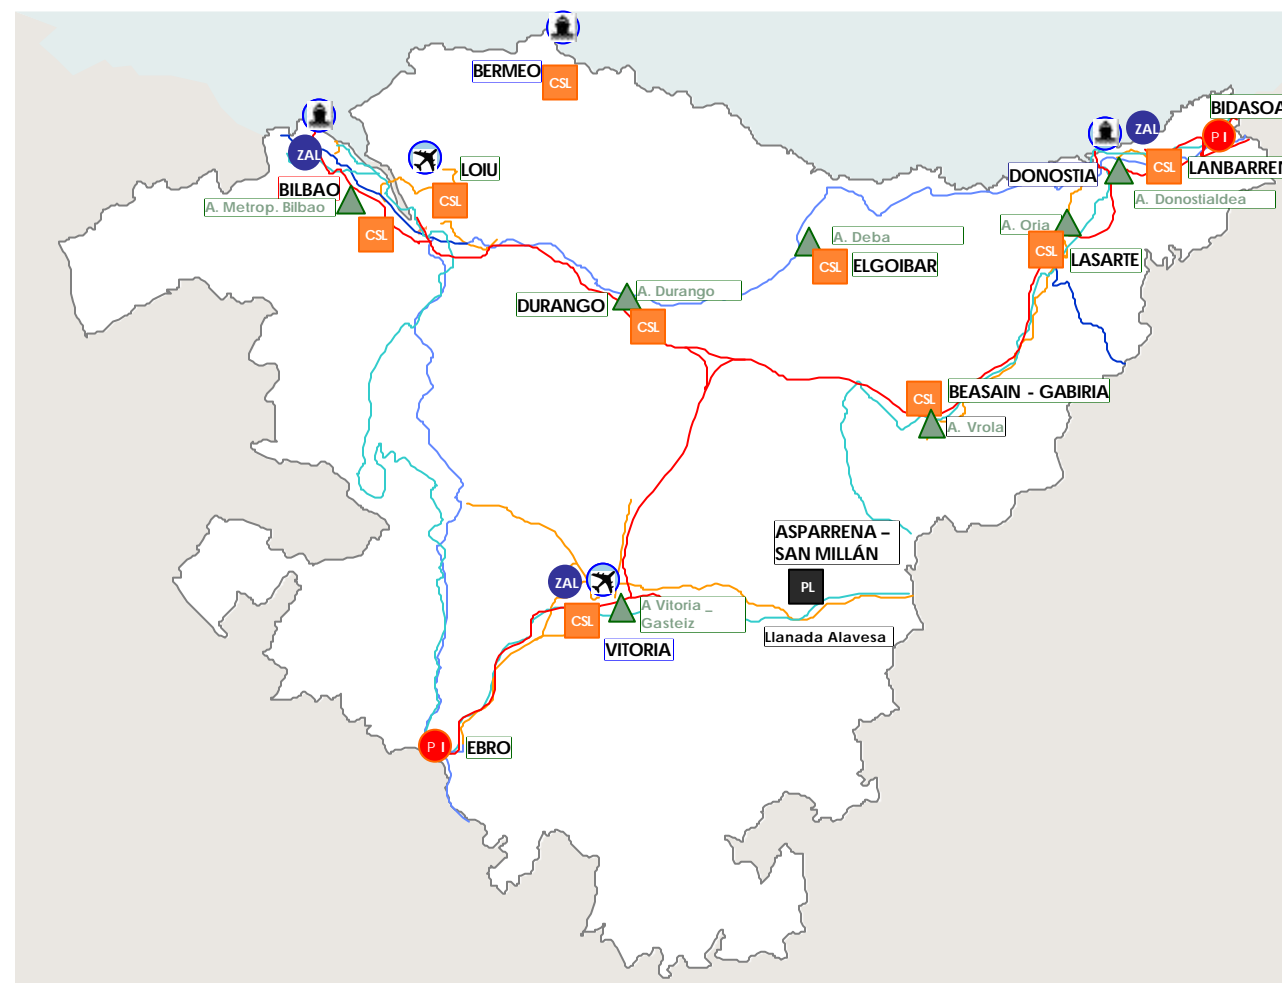 BERMEO
CSL
BIDASOA
ZAL
P I
ZAL
LOIU
CSL
LANBARREN
DONOSTIA
BILBAO
CSL
A. Donostialdea
A. Metrop. Bilbao
A. Oria
CSL
A. Deba
CSL
LASARTE
CSL
ELGOIBAR
A. Durango
DURANGO
CSL
BEASAIN - GABIRIA
CSL
A. Vrola
ASPARRENA –
SAN MILLÁN
ZAL
PL
A Vitoria _
Gasteiz
CSL
Llanada Alavesa
VITORIA
P I
EBRO